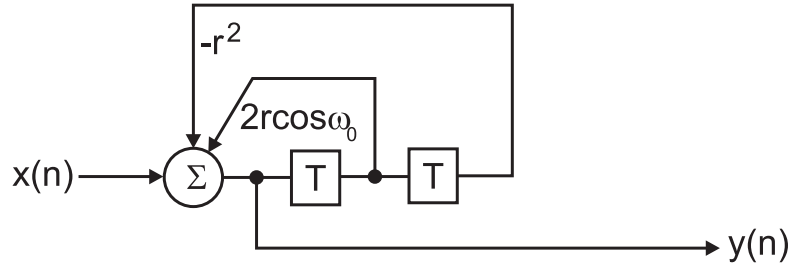 -r²
2rcosω₀
x(n) Σ T T
y(n)